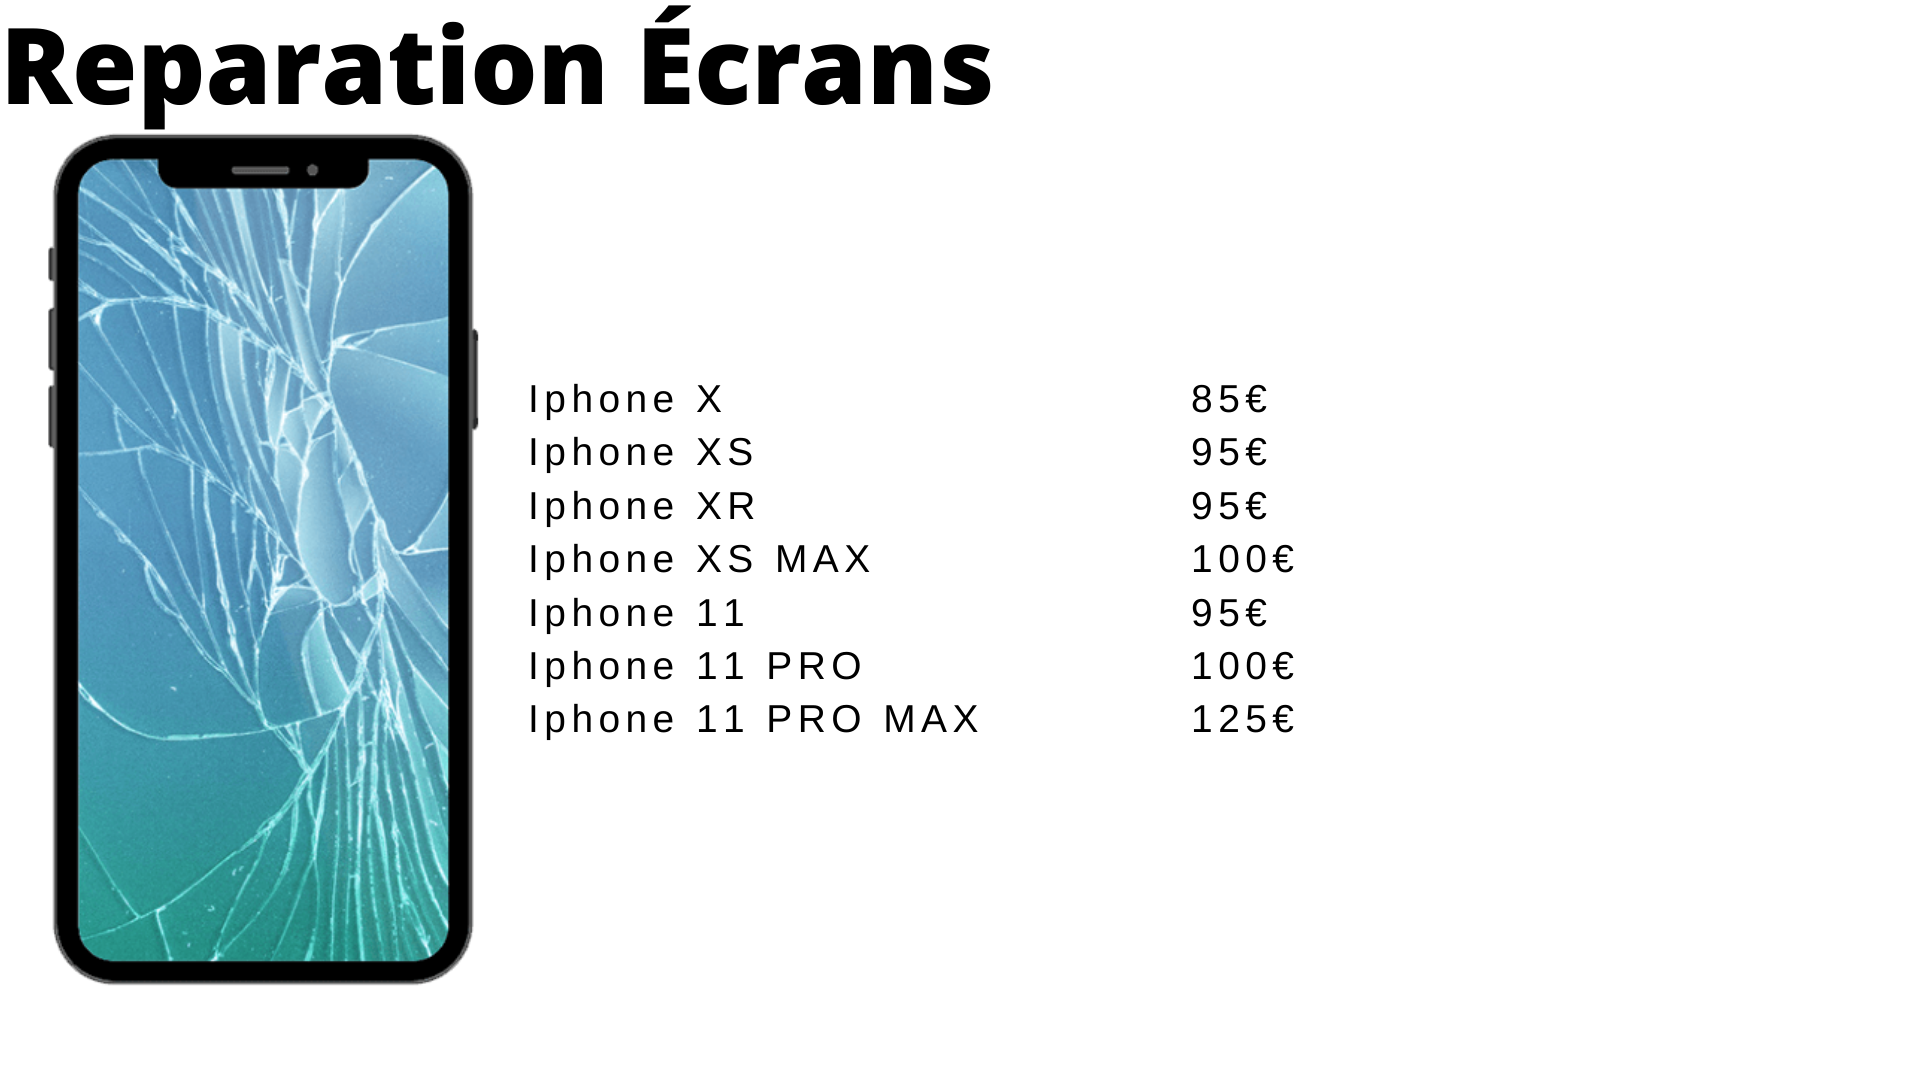 Reparation Écrans
Iphone X 85€
Iphone XS 95€
Iphone XR 95€
Iphone XS MAX 100€
Iphone 11 95€
Iphone 11 PRO 100€
Iphone 11 PRO MAX 125€